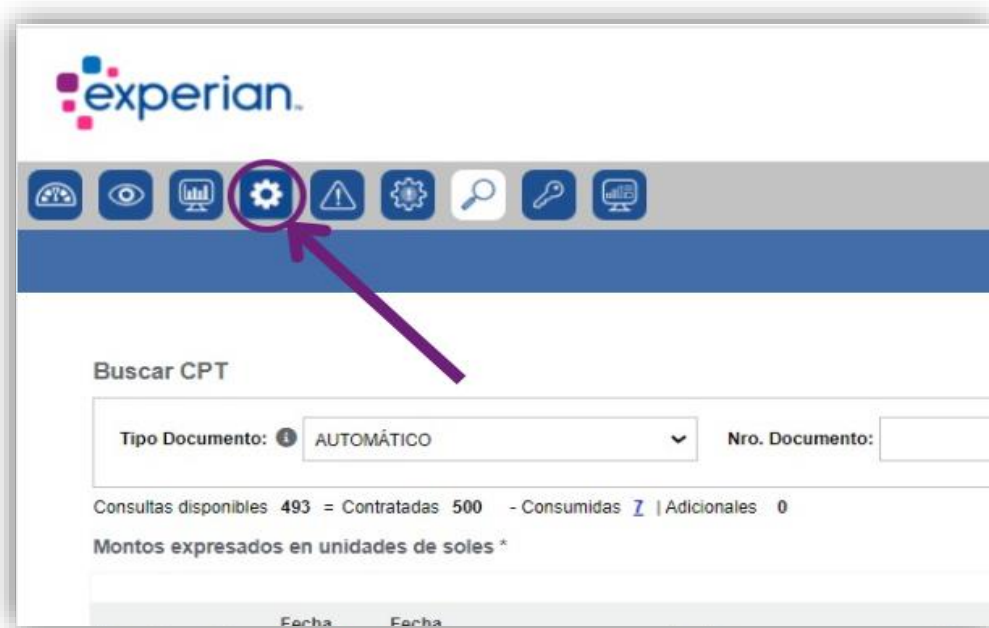 experian™
Buscar CPT
Tipo Documento: AUTOMÁTICO Nro. Documento:
Consultas disponibles 493 = Contratadas 500 - Consumidas 7 | Adicionales 0
Montos expresados en unidades de soles *
Fecha Fecha